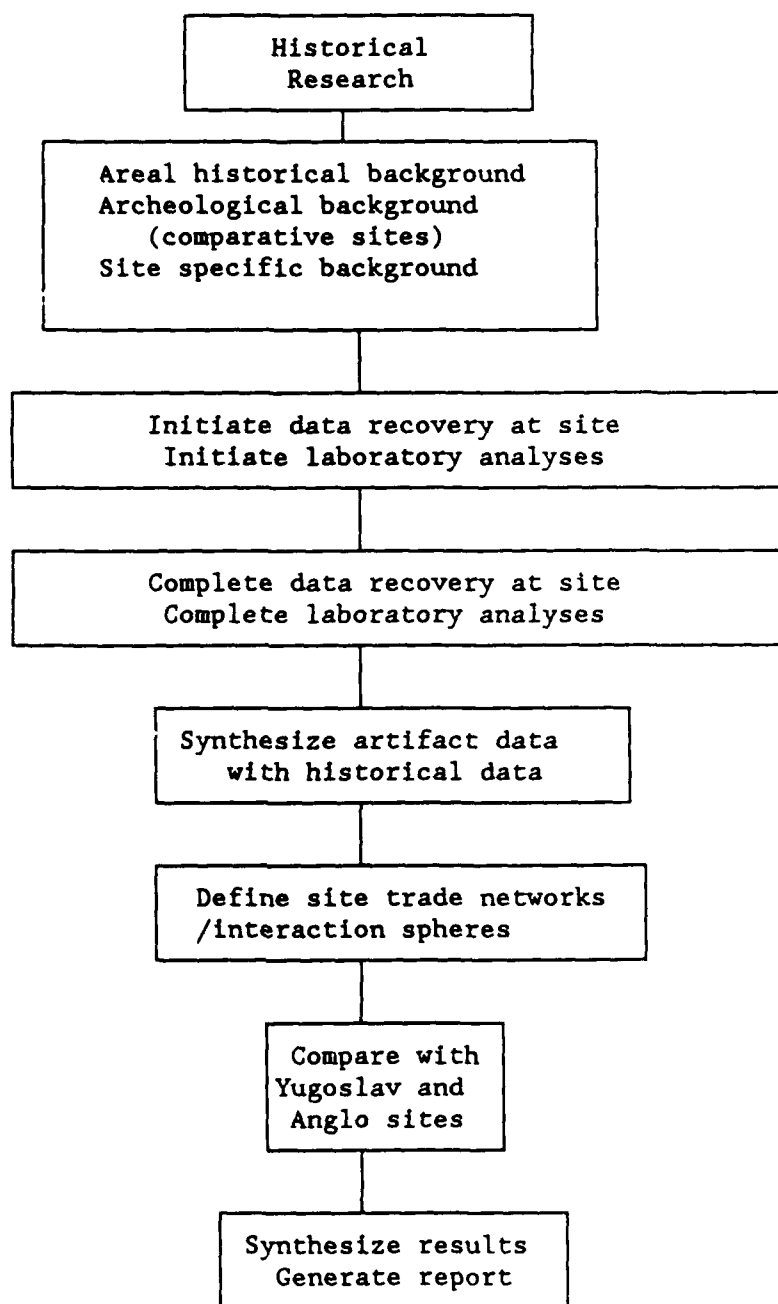 Historical
Research
Areal historical background
Archeological background
(comparative sites)
Site specific background
Initiate data recovery at site
Initiate laboratory analyses
Complete data recovery at site
Complete laboratory analyses
Synthesize artifact data
with historical data
Define site trade networks
/interaction spheres
Compare with
Yugoslav and
Anglo sites
Synthesize results
Generate report